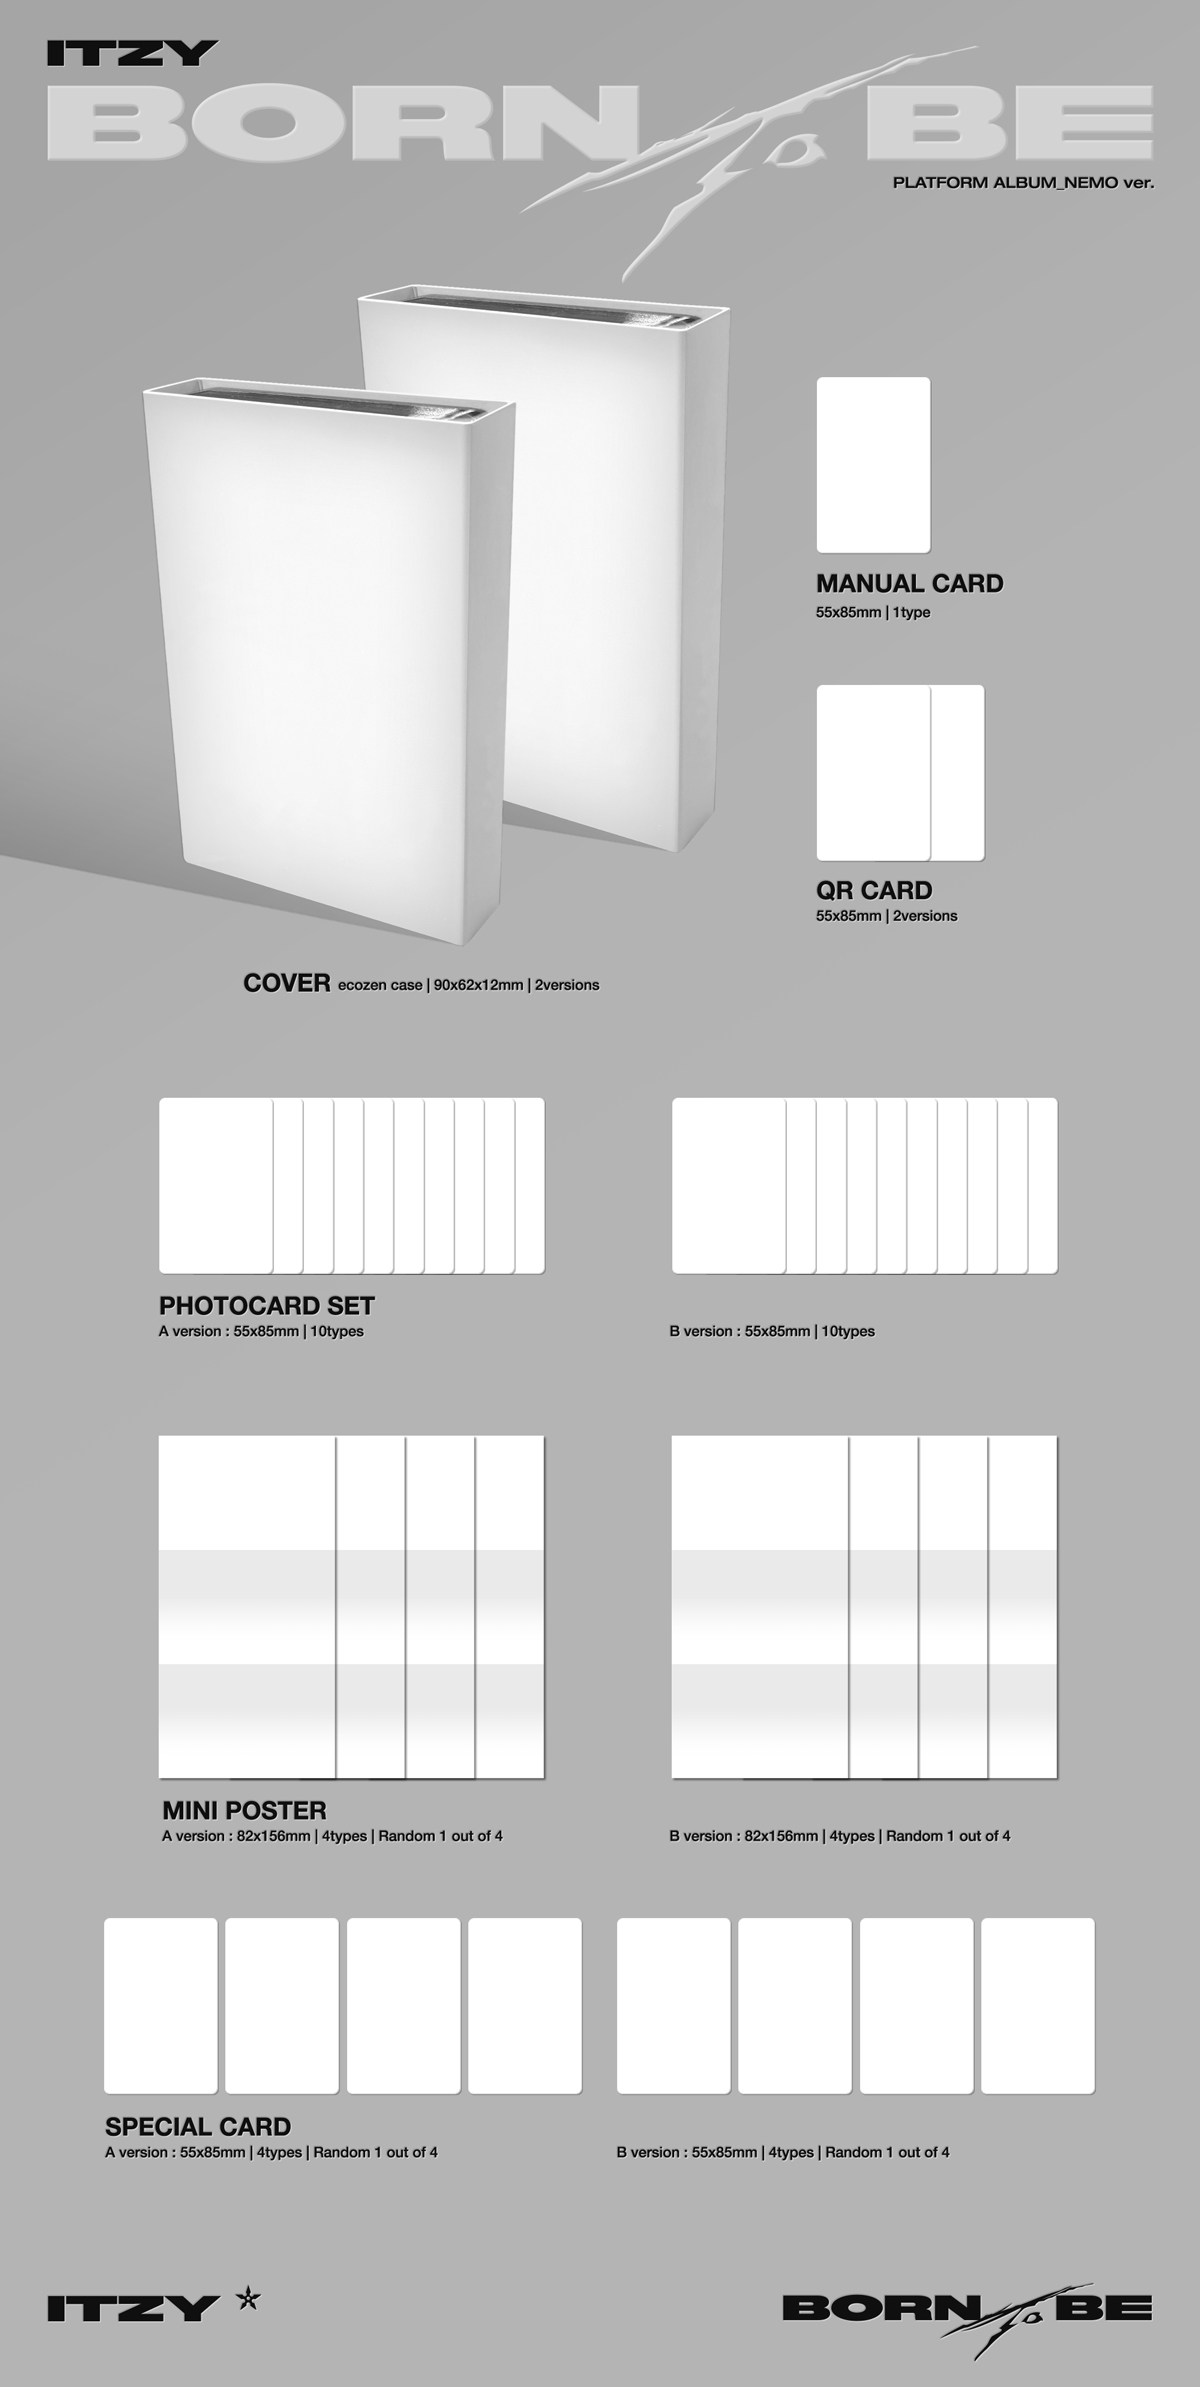 ITZY
BORN To BE
PLATFORM ALBUM_NEMO ver.
MANUAL CARD
55x85mm | 1type
QR CARD
55x85mm | 2versions
COVER ecozen case | 90x62x12mm | 2versions
PHOTOCARD SET
A version : 55x85mm | 10types
B version : 55x85mm | 10types
MINI POSTER
A version : 82x156mm | 4types | Random 1 out of 4
B version : 82x156mm | 4types | Random 1 out of 4
SPECIAL CARD
A version : 55x85mm | 4types | Random 1 out of 4
B version : 55x85mm | 4types | Random 1 out of 4
ITZY
BORN To BE